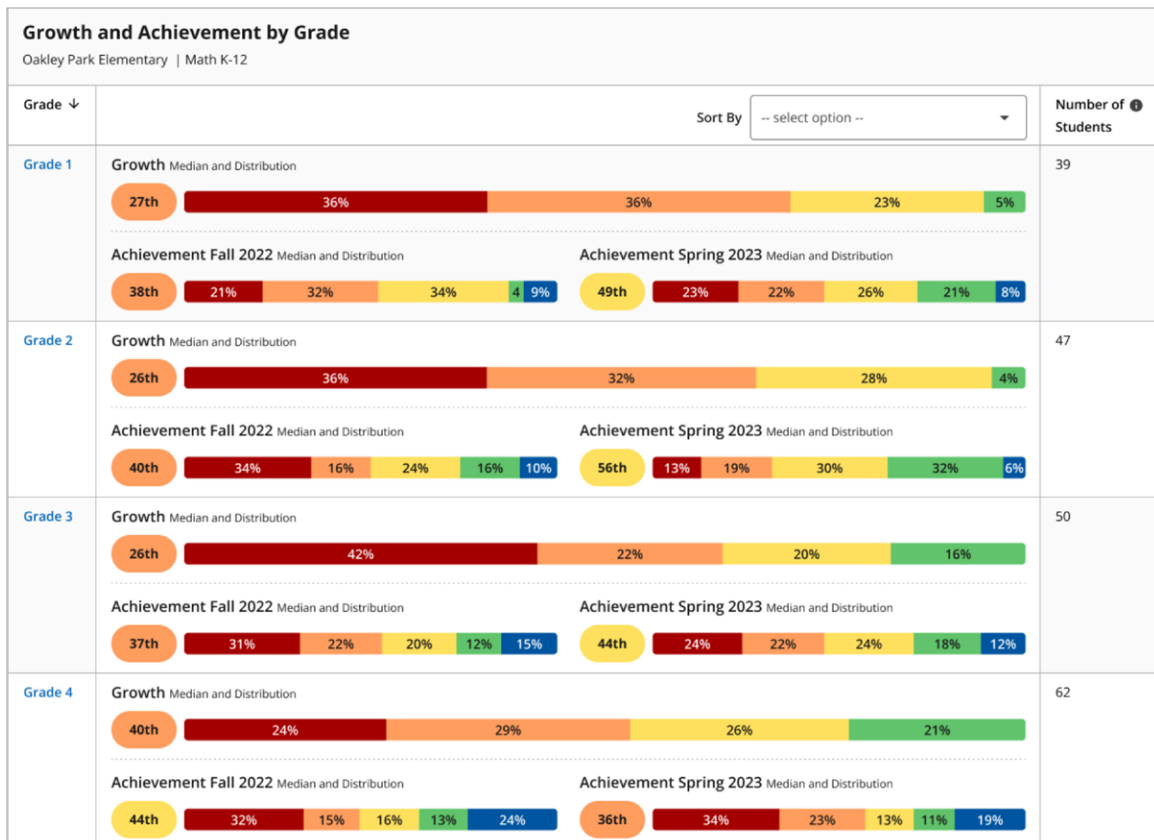 Growth and Achievement by Grade
Oakley Park Elementary | Math K-12
Grade ↓
Sort By -- select option --
Number of Students
Grade 1
Growth Median and Distribution
39
27th 36% 36% 23% 5%
Achievement Fall 2022 Median and Distribution
38th 21% 32% 34% 4 9%
Achievement Spring 2023 Median and Distribution
49th 23% 22% 26% 21% 8%
Grade 2
Growth Median and Distribution
47
26th 36% 32% 28% 4%
Achievement Fall 2022 Median and Distribution
40th 34% 16% 24% 16% 10%
Achievement Spring 2023 Median and Distribution
56th 13% 19% 30% 32% 6%
Grade 3
Growth Median and Distribution
50
26th 42% 22% 20% 16%
Achievement Fall 2022 Median and Distribution
37th 31% 22% 20% 12% 15%
Achievement Spring 2023 Median and Distribution
44th 24% 22% 24% 18% 12%
Grade 4
Growth Median and Distribution
62
40th 24% 29% 26% 21%
Achievement Fall 2022 Median and Distribution
44th 32% 15% 16% 13% 24%
Achievement Spring 2023 Median and Distribution
36th 34% 23% 13% 11% 19%